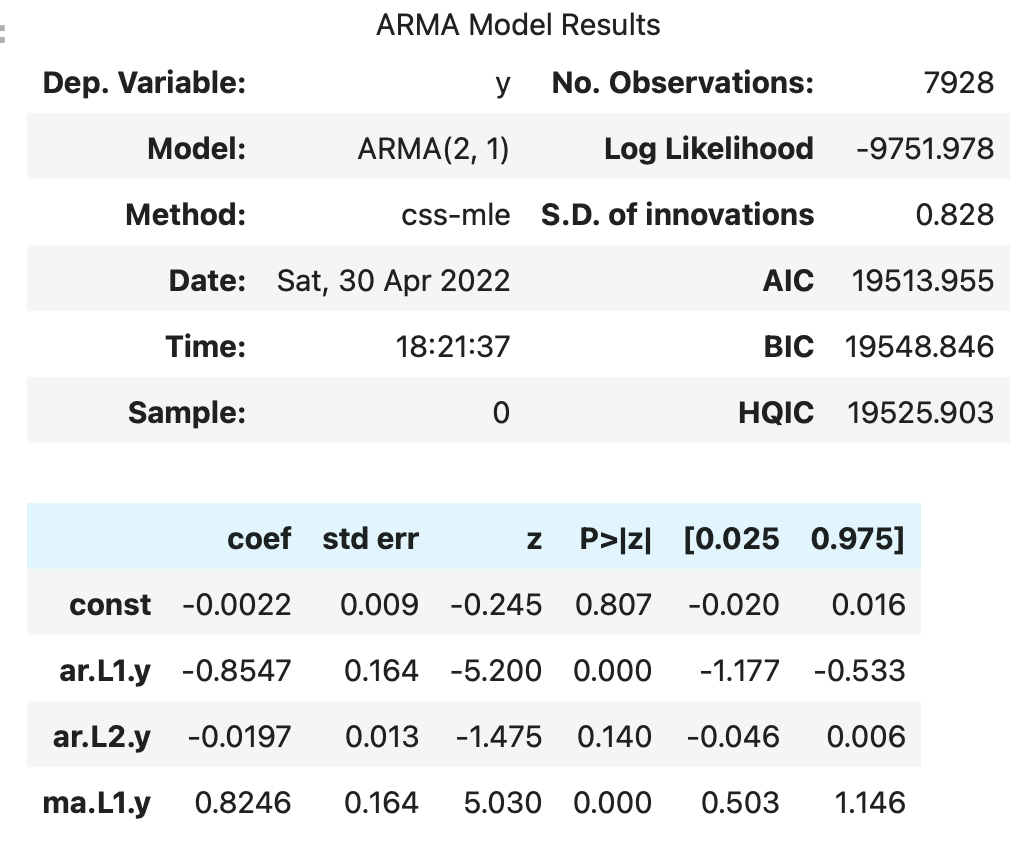 ARMA Model Results
Dep. Variable: y No. Observations: 7928
Model: ARMA(2, 1) Log Likelihood -9751.978
Method: css-mle S.D. of innovations 0.828
Date: Sat, 30 Apr 2022 AIC 19513.955
Time: 18:21:37 BIC 19548.846
Sample: 0 HQIC 19525.903
coef std err z P>|z| [0.025 0.975]
const -0.0022 0.009 -0.245 0.807 -0.020 0.016
ar.L1.y -0.8547 0.164 -5.200 0.000 -1.177 -0.533
ar.L2.y -0.0197 0.013 -1.475 0.140 -0.046 0.006
ma.L1.y 0.8246 0.164 5.030 0.000 0.503 1.146